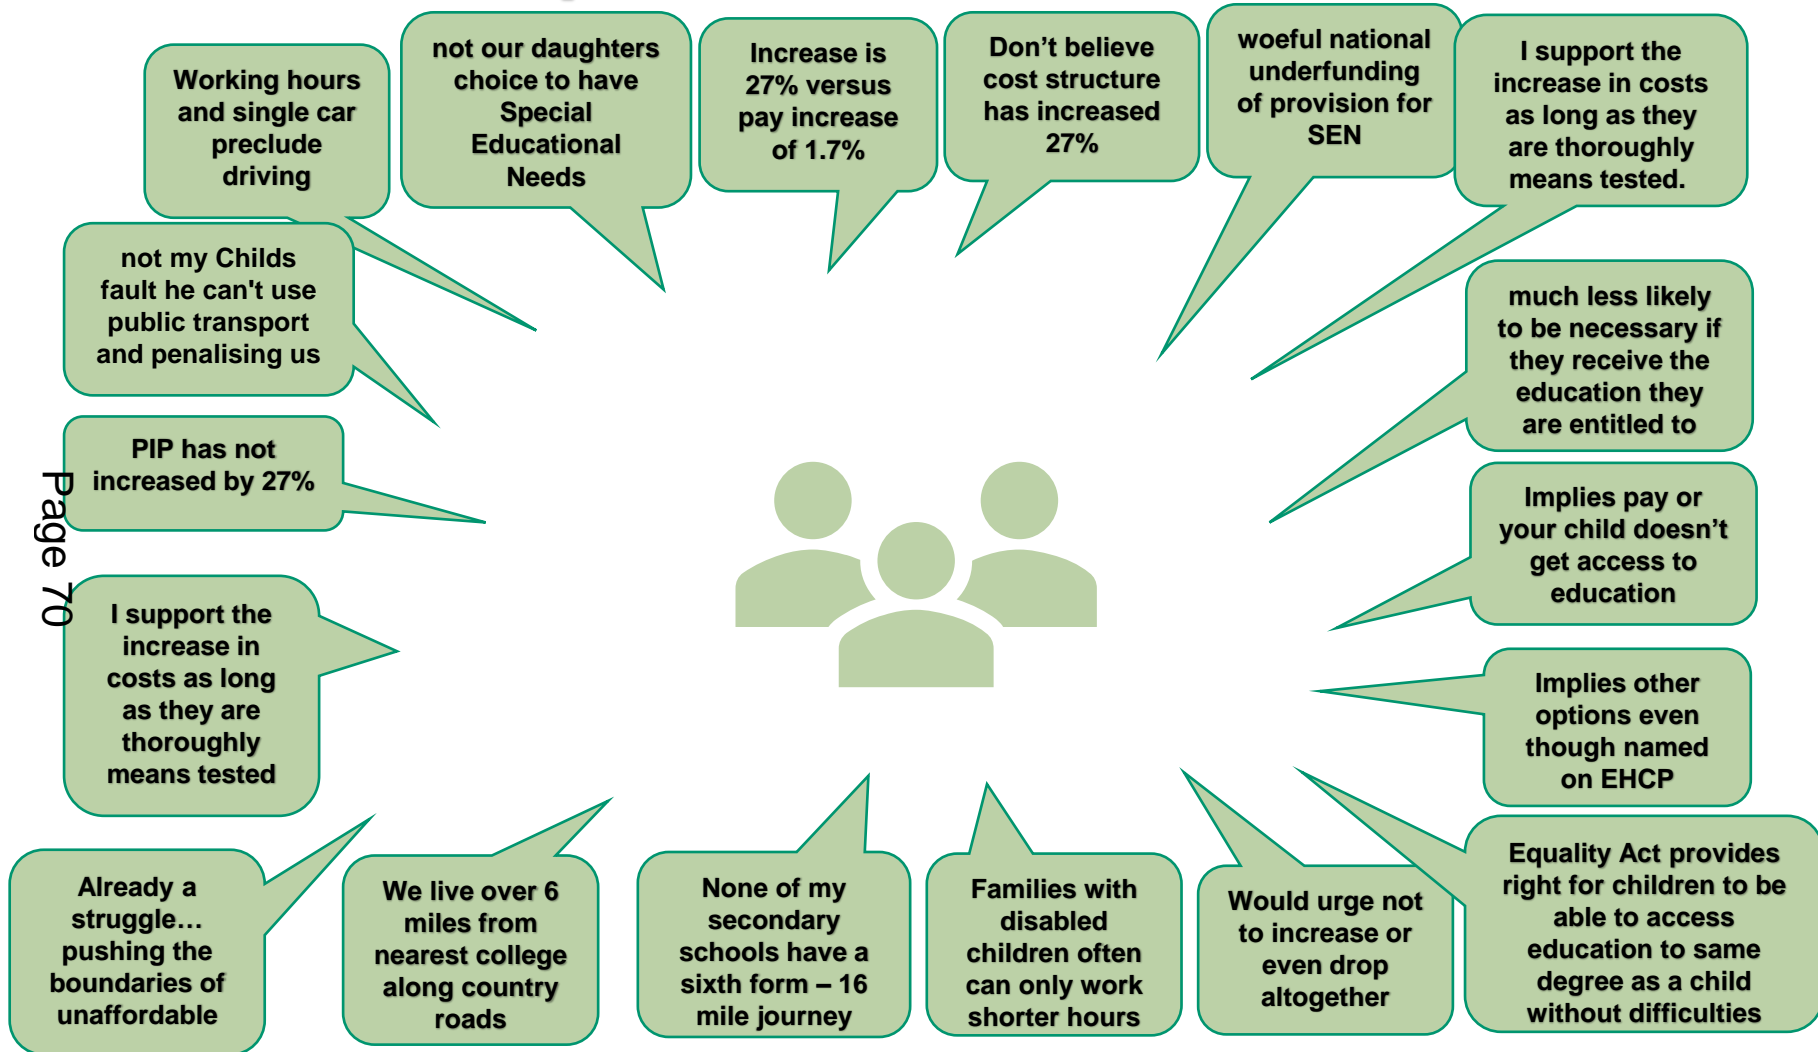 Working hours
and single car
preclude
driving
not our daughters
choice to have
Special
Educational
Needs
Increase is
27% versus
pay increase
of 1.7%
Don’t believe
cost structure
has increased
27%
woeful national
underfunding
of provision for
SEN
I support the
increase in costs
as long as they
are thoroughly
means tested.
not my Childs
fault he can't use
public transport
and penalising us
much less likely
to be necessary if
they receive the
education they
are entitled to
PIP has not
increased by 27%
Implies pay or
your child doesn’t
get access to
education
Page 70
I support the
increase in
costs as long
as they are
thoroughly
means tested
Implies other
options even
though named
on EHCP
Already a
struggle…
pushing the
boundaries of
unaffordable
We live over 6
miles from
nearest college
along country
roads
None of my
secondary
schools have a
sixth form – 16
mile journey
Families with
disabled
children often
can only work
shorter hours
Would urge not
to increase or
even drop
altogether
Equality Act provides
right for children to be
able to access
education to same
degree as a child
without difficulties